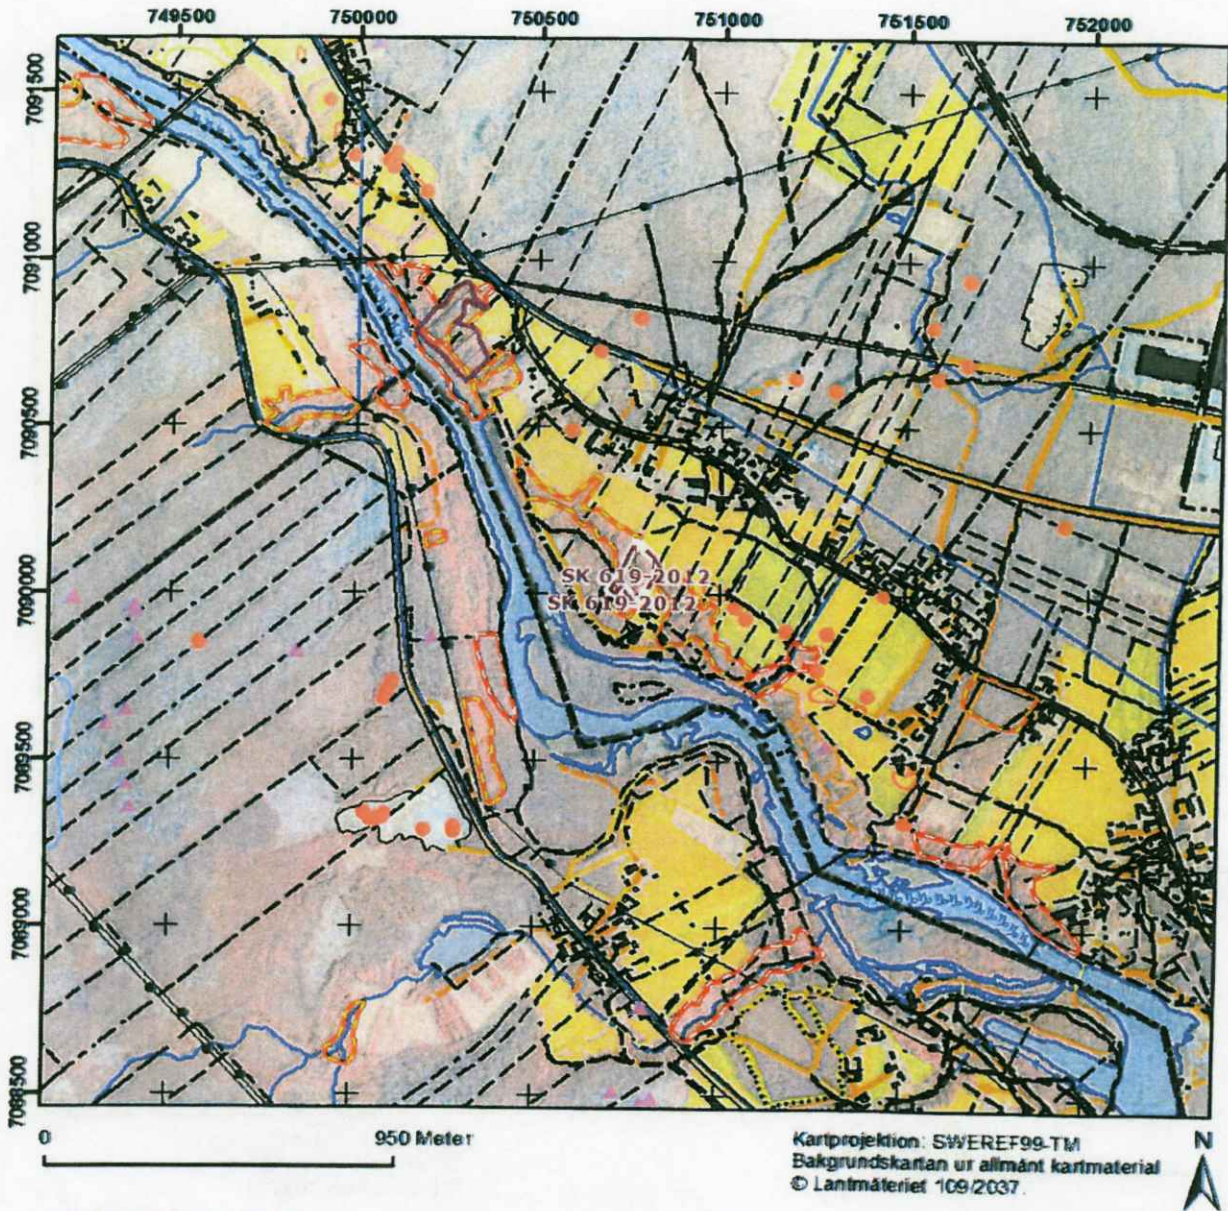 749500 750000 750500 751000 751500 752000
7091500
7091000
7090500
7090000
7089500
7089000
7088500
SK 619-2012
SK 619-2012
0 950 Meter
Kartprojektion: SWEREF99-TM
Bakgrundskartan ur allmänt kartmaterial
© Lantmäteriet 109/2037.
N